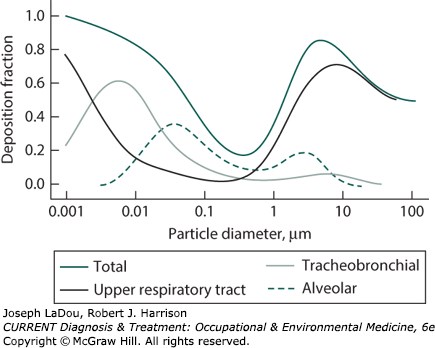 1.0
0.8
0.6
0.4
0.2
0.0
Deposition fraction
0.001 0.01 0.1 1 10 100
Particle diameter, μm
Total Tracheobronchial
Upper respiratory tract Alveolar
Joseph LaDou, Robert J. Harrison
CURRENT Diagnosis & Treatment: Occupational & Environmental Medicine, 6e
Copyright © McGraw Hill. All rights reserved.